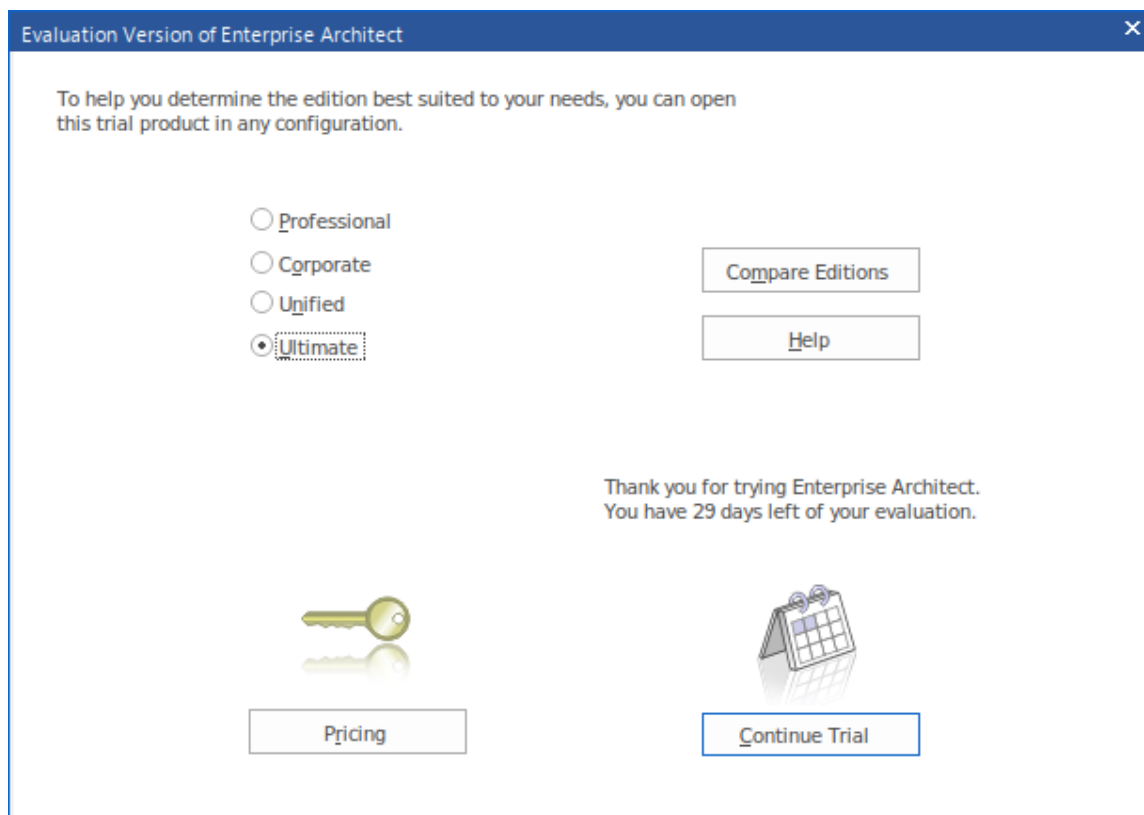 Evaluation Version of Enterprise Architect
To help you determine the edition best suited to your needs, you can open
this trial product in any configuration.
Professional
Corporate
Unified
Ultimate
Compare Editions
Help
Thank you for trying Enterprise Architect.
You have 29 days left of your evaluation.
Pricing
Continue Trial